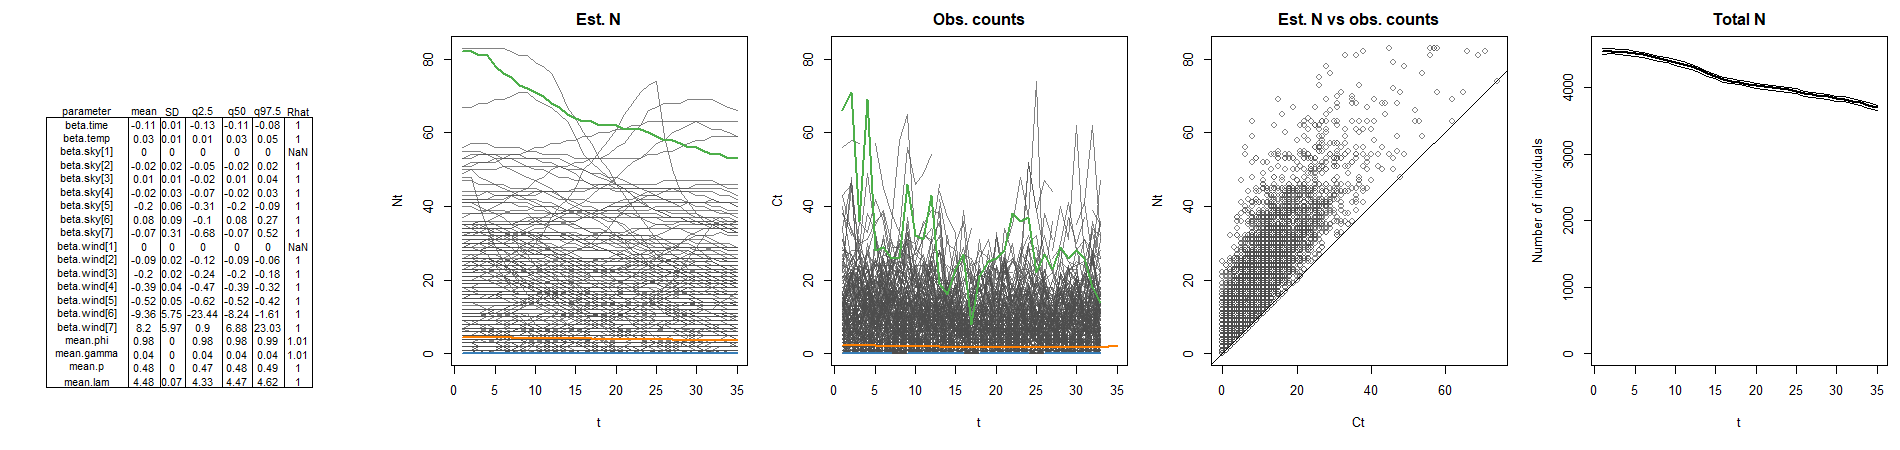 parameter mean SD q2.5 q50 q97.5 Rhat
beta.time -0.11 0.01 -0.13 -0.11 -0.08 1
beta.temp 0.03 0.01 0.01 0.03 0.05 1
beta.sky[1] 0 0 0 0 0 NaN
beta.sky[2] -0.02 0.02 -0.05 -0.02 0.02 1
beta.sky[3] 0.01 0.01 -0.02 0.01 0.04 1
beta.sky[4] -0.02 0.03 -0.07 -0.02 0.03 1
beta.sky[5] -0.2 0.06 -0.31 -0.2 -0.09 1
beta.sky[6] 0.08 0.09 -0.1 0.08 0.27 1
beta.sky[7] -0.07 0.31 -0.68 -0.07 0.52 1
beta.wind[1] 0 0 0 0 0 NaN
beta.wind[2] -0.09 0.02 -0.12 -0.09 -0.06 1
beta.wind[3] -0.2 0.02 -0.24 -0.2 -0.18 1
beta.wind[4] -0.39 0.04 -0.47 -0.39 -0.32 1
beta.wind[5] -0.52 0.05 -0.62 -0.52 -0.42 1
beta.wind[6] -9.36 5.75 -23.44 -8.24 -1.61 1
beta.wind[7] 8.2 5.97 0.9 6.88 23.03 1
mean.phi 0.98 0 0.98 0.98 0.99 1.01
mean.gamma 0.04 0 0.04 0.04 0.04 1.01
mean.p 0.48 0 0.47 0.48 0.49 1
mean.lam 4.48 0.07 4.33 4.47 4.62 1
Est. N
Nt
0 20 40 60 80
0 5 10 15 20 25 30 35
t
Obs. counts
Ct
0 20 40 60 80
0 5 10 15 20 25 30 35
t
Est. N vs obs. counts
Nt
0 20 40 60 80
0 20 40 60
Ct
Total N
Number of individuals
0 1000 2000 3000 4000
0 5 10 15 20 25 30 35
t